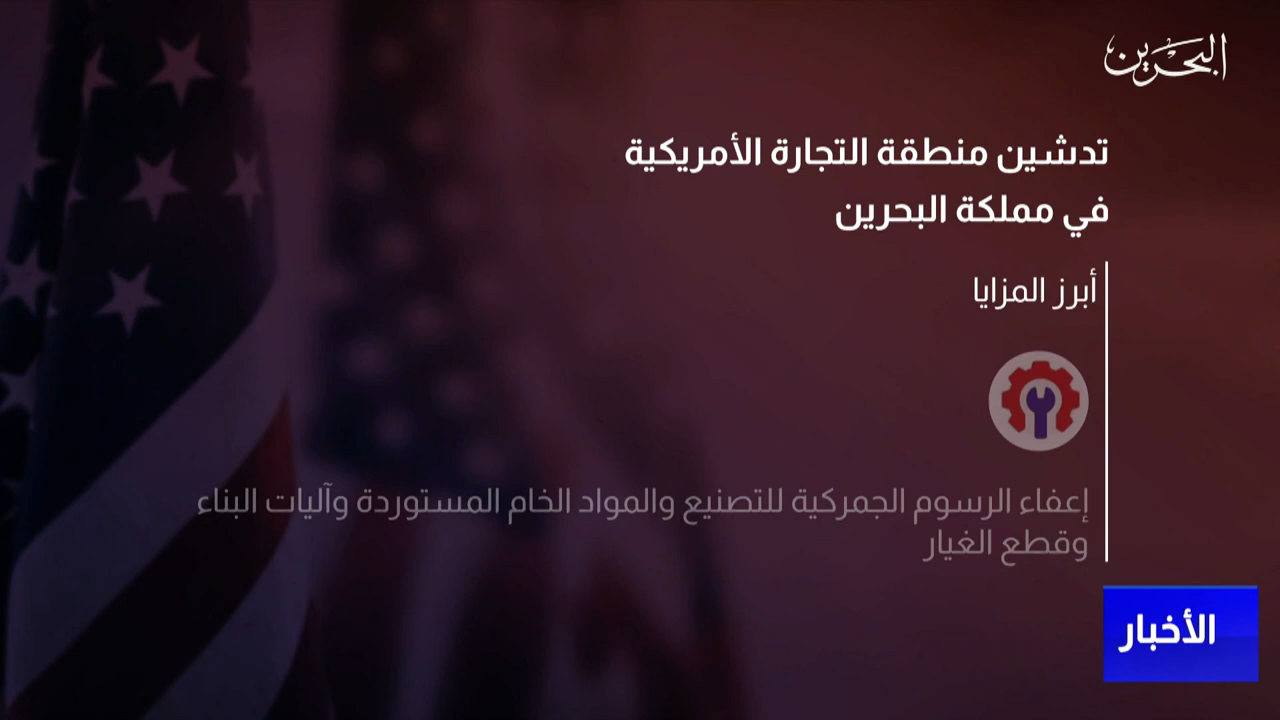 البحرين
تدشين منطقة التجارة الأمريكية
في مملكة البحرين
أبرز المزايا
إعفاء الرسوم الجمركية للتصنيع والمواد الخام المستوردة وآليات البناء
وقطع الغيار
الأخبار